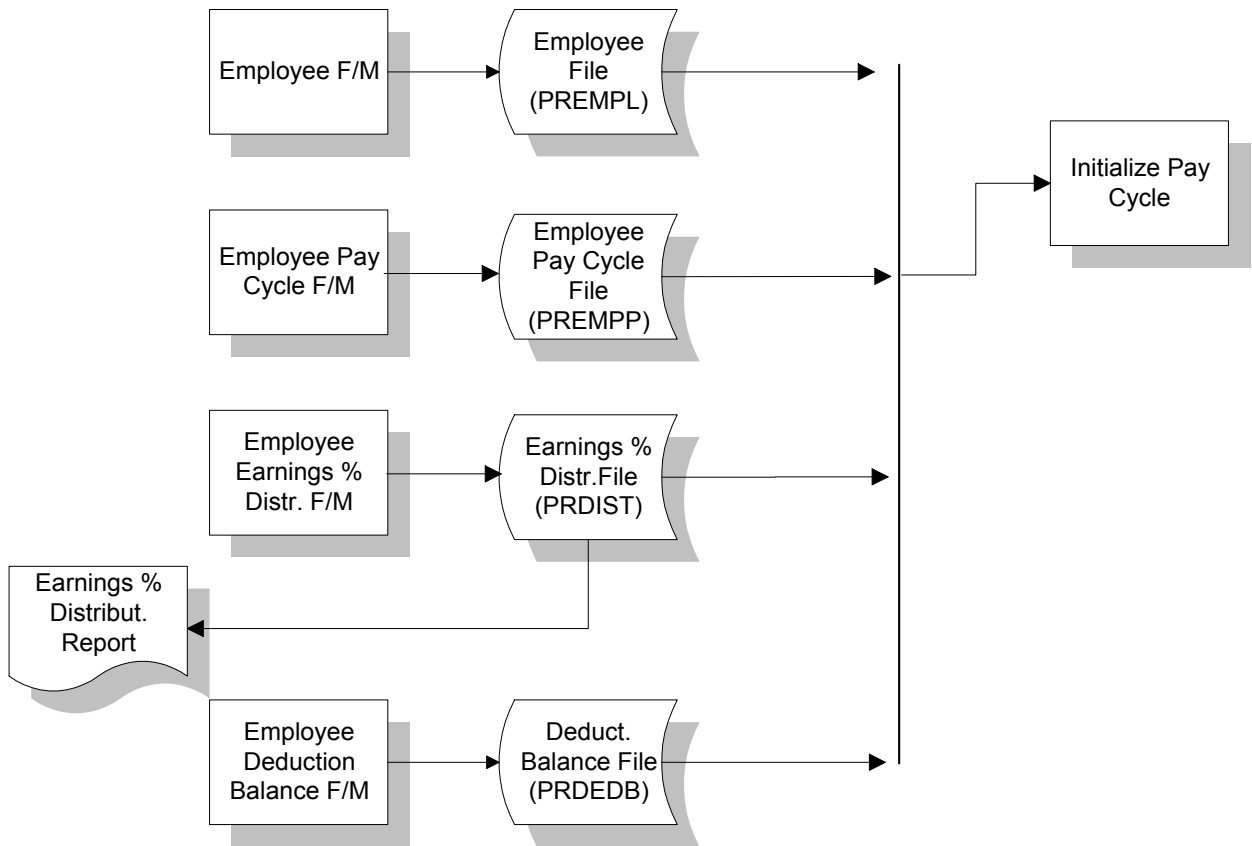 Employee F/M
Employee
File
(PREMPL)
Initialize Pay
Cycle
Employee Pay
Cycle F/M
Employee
Pay Cycle
File
(PREMPP)
Employee
Earnings %
Distr. F/M
Earnings %
Distr.File
(PRDIST)
Earnings %
Distribut.
Report
Employee
Deduction
Balance F/M
Deduct.
Balance File
(PRDEDB)